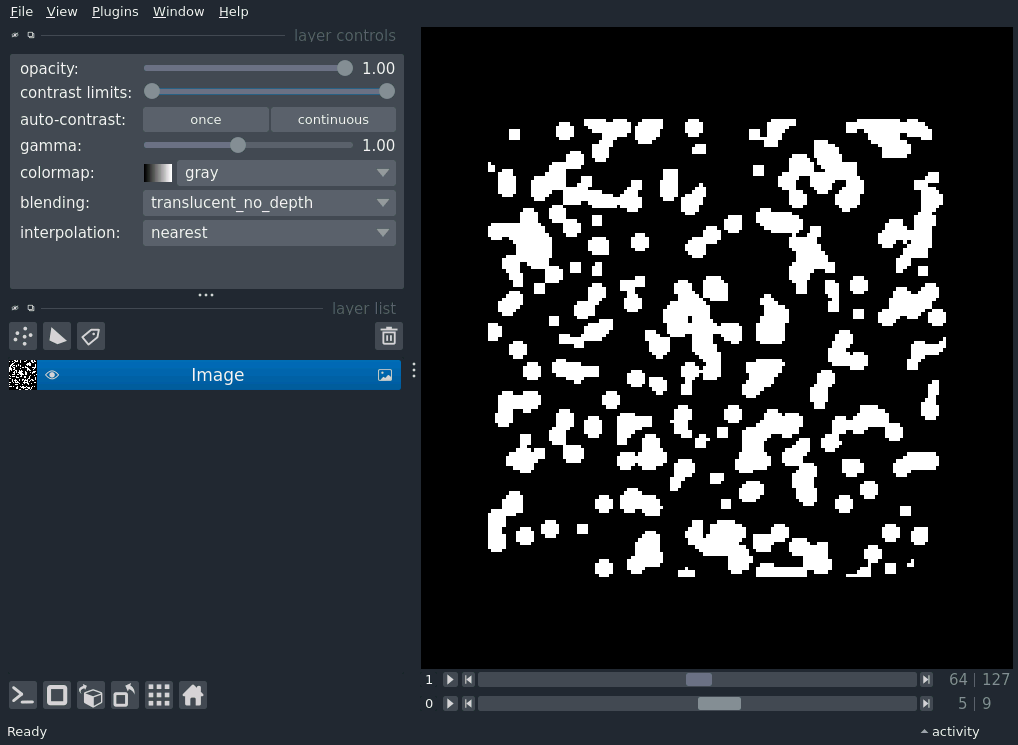 File View Plugins Window Help
layer controls
opacity: 1.00
contrast limits:
auto-contrast: once continuous
gamma: 1.00
colormap: gray
blending: translucent_no_depth
interpolation: nearest
layer list
Image
1 64 | 127
0 5 | 9
Ready activity